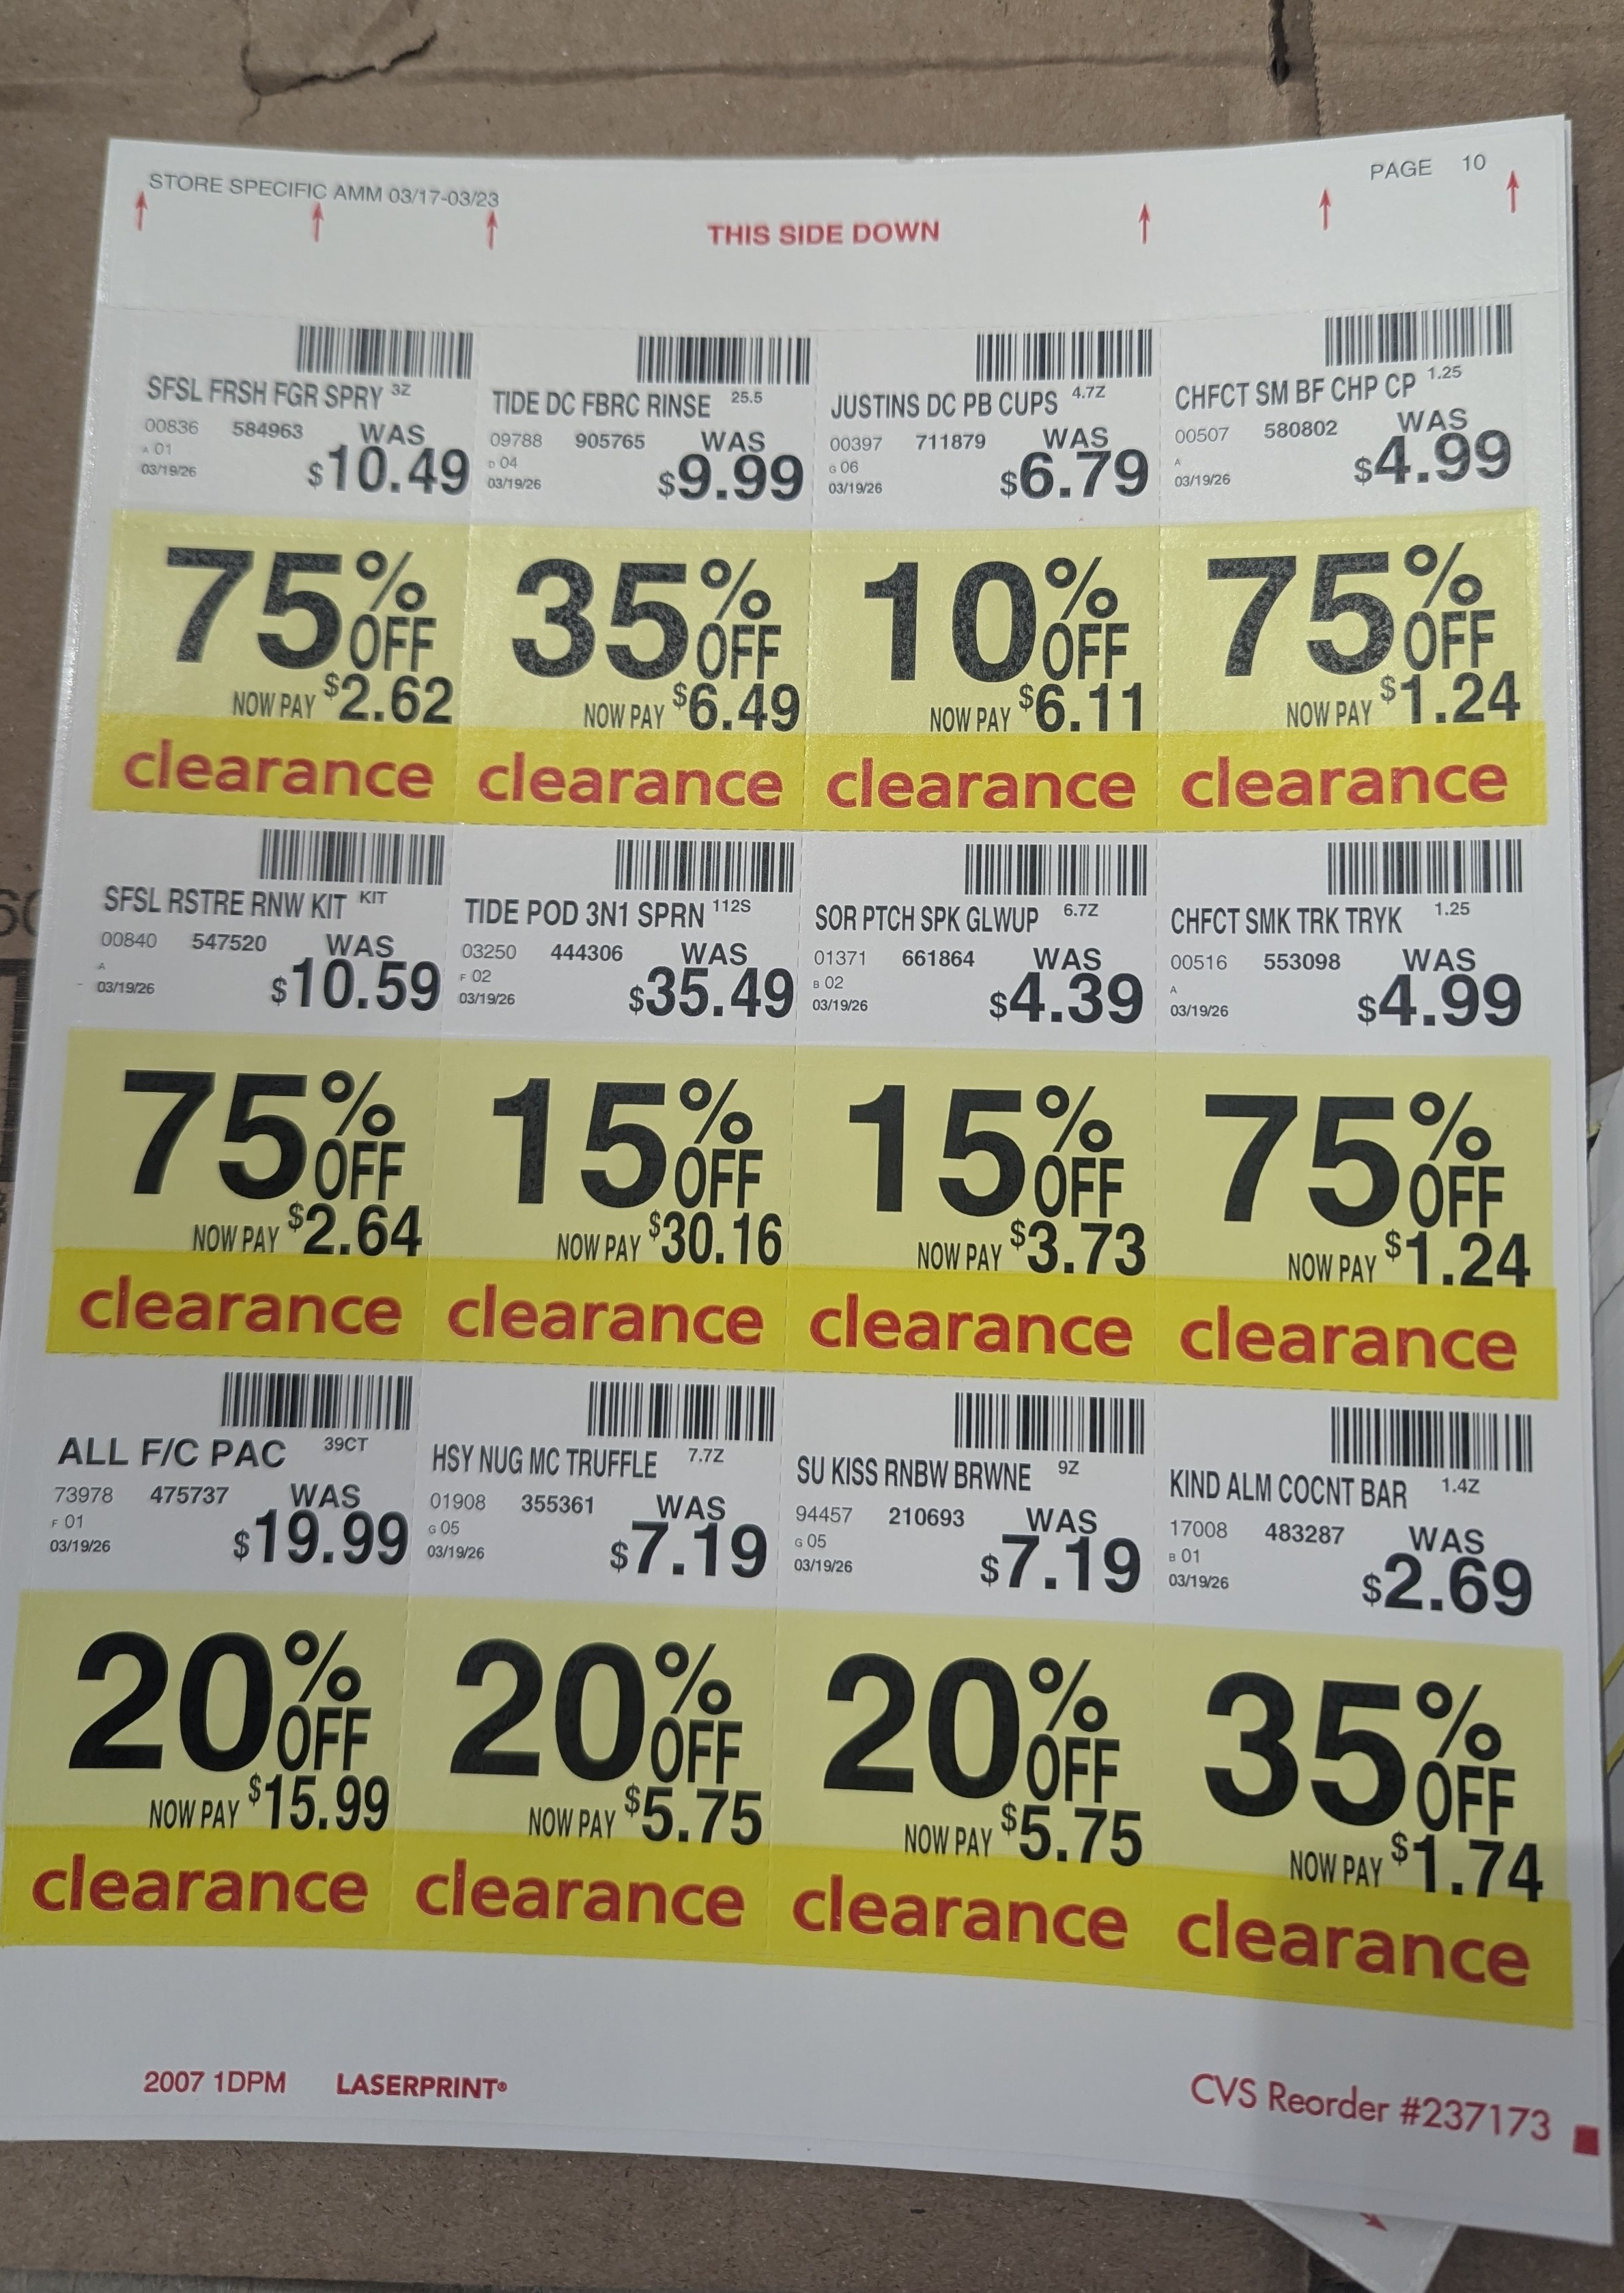 STORE SPECIFIC AMM 03/17-03/23
PAGE 10
THIS SIDE DOWN
SFSL FRSH FGR SPRY 3Z
00836 584963 WAS
A 01
03/19/26
$10.49
75% OFF
NOW PAY $2.62
clearance
TIDE DC FBRC RINSE 25.5
09788 905765 WAS
D 04
03/19/26
$9.99
35% OFF
NOW PAY $6.49
clearance
JUSTINS DC PB CUPS 4.7Z
00397 711879 WAS
G 06
03/19/26
$6.79
10% OFF
NOW PAY $6.11
clearance
CHFCT SM BF CHP CP 1.25
00507 580802 WAS
A
03/19/26
$4.99
75% OFF
NOW PAY $1.24
clearance
SFSL RSTRE RNW KIT KIT
00840 547520 WAS
A
03/19/26
$10.59
75% OFF
NOW PAY $2.64
clearance
TIDE POD 3N1 SPRN 112S
03250 444306 WAS
F 02
03/19/26
$35.49
15% OFF
NOW PAY $30.16
clearance
SOR PTCH SPK GLWUP 6.7Z
01371 661864 WAS
B 02
03/19/26
$4.39
15% OFF
NOW PAY $3.73
clearance
CHFCT SMK TRK TRYK 1.25
00516 553098 WAS
A
03/19/26
$4.99
75% OFF
NOW PAY $1.24
clearance
ALL F/C PAC 39CT
73978 475737 WAS
F 01
03/19/26
$19.99
20% OFF
NOW PAY $15.99
clearance
HSY NUG MC TRUFFLE 7.7Z
01908 355361 WAS
G 05
03/19/26
$7.19
20% OFF
NOW PAY $5.75
clearance
SU KISS RNBW BRWNE 9Z
94457 210693 WAS
G 05
03/19/26
$7.19
20% OFF
NOW PAY $5.75
clearance
KIND ALM COCNT BAR 1.4Z
17008 483287 WAS
B 01
03/19/26
$2.69
35% OFF
NOW PAY $1.74
clearance
2007 1DPM LASERPRINT®
CVS Reorder #237173